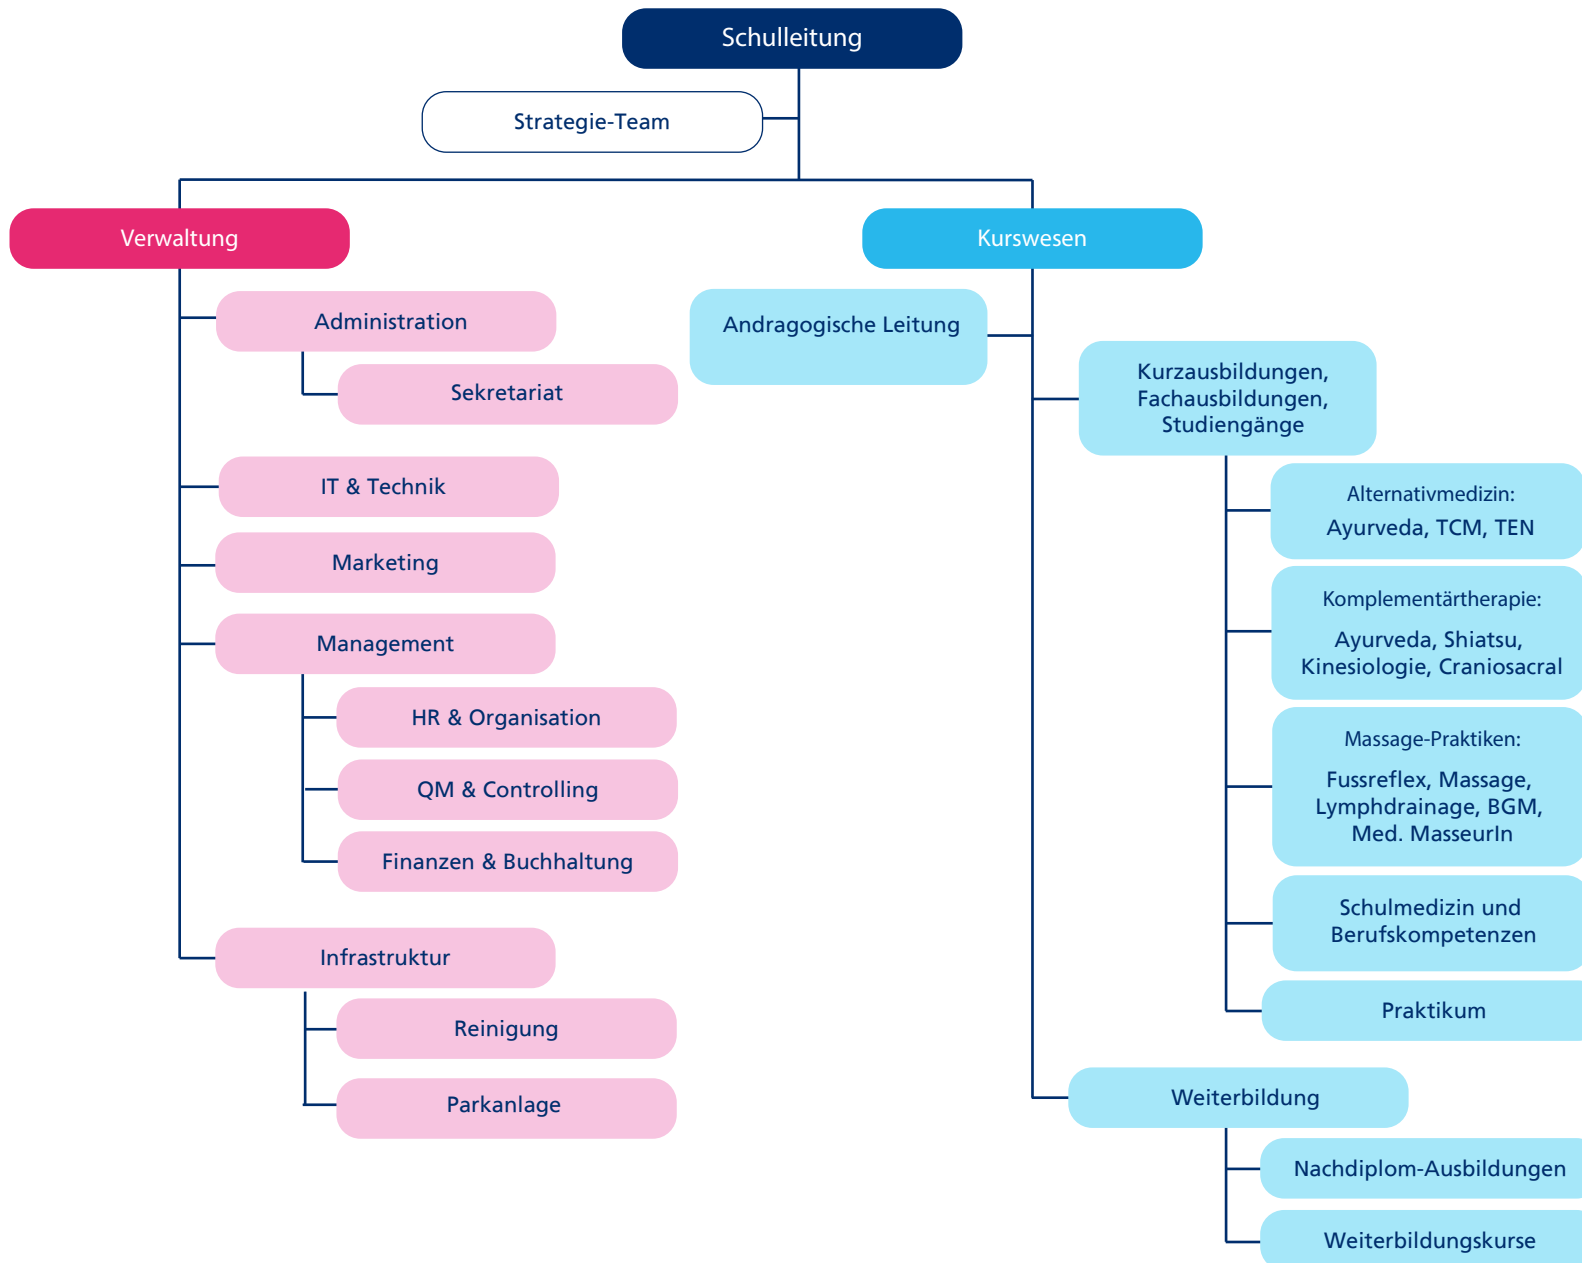 Schulleitung
Strategie-Team
Verwaltung
Administration
Sekretariat
IT & Technik
Marketing
Management
HR & Organisation
QM & Controlling
Finanzen & Buchhaltung
Infrastruktur
Reinigung
Parkanlage
Kurswesen
Andragogische Leitung
Kurzausbildungen,
Fachausbildungen,
Studiengänge
Alternativmedizin:
Ayurveda, TCM, TEN
Komplementärtherapie:
Ayurveda, Shiatsu,
Kinesiologie, Craniosacral
Massage-Praktiken:
Fussreflex, Massage,
Lymphdrainage, BGM,
Med. MasseurIn
Schulmedizin und
Berufskompetenzen
Praktikum
Weiterbildung
Nachdiplom-Ausbildungen
Weiterbildungskurse